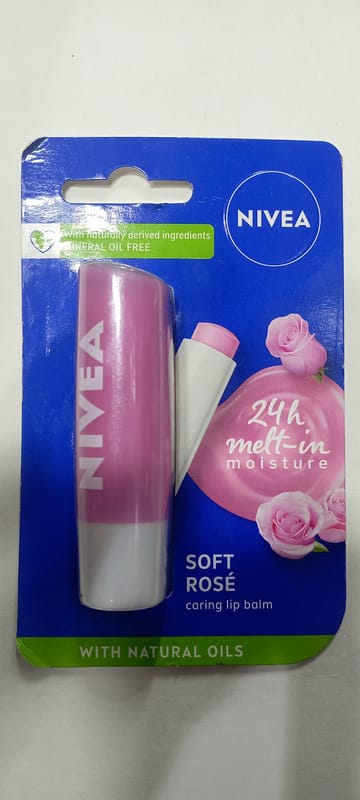 NIVEA
With naturally derived ingredients
MINERAL OIL FREE
NIVEA
24h
melt-in
moisture
SOFT
ROSÉ
caring lip balm
WITH NATURAL OILS